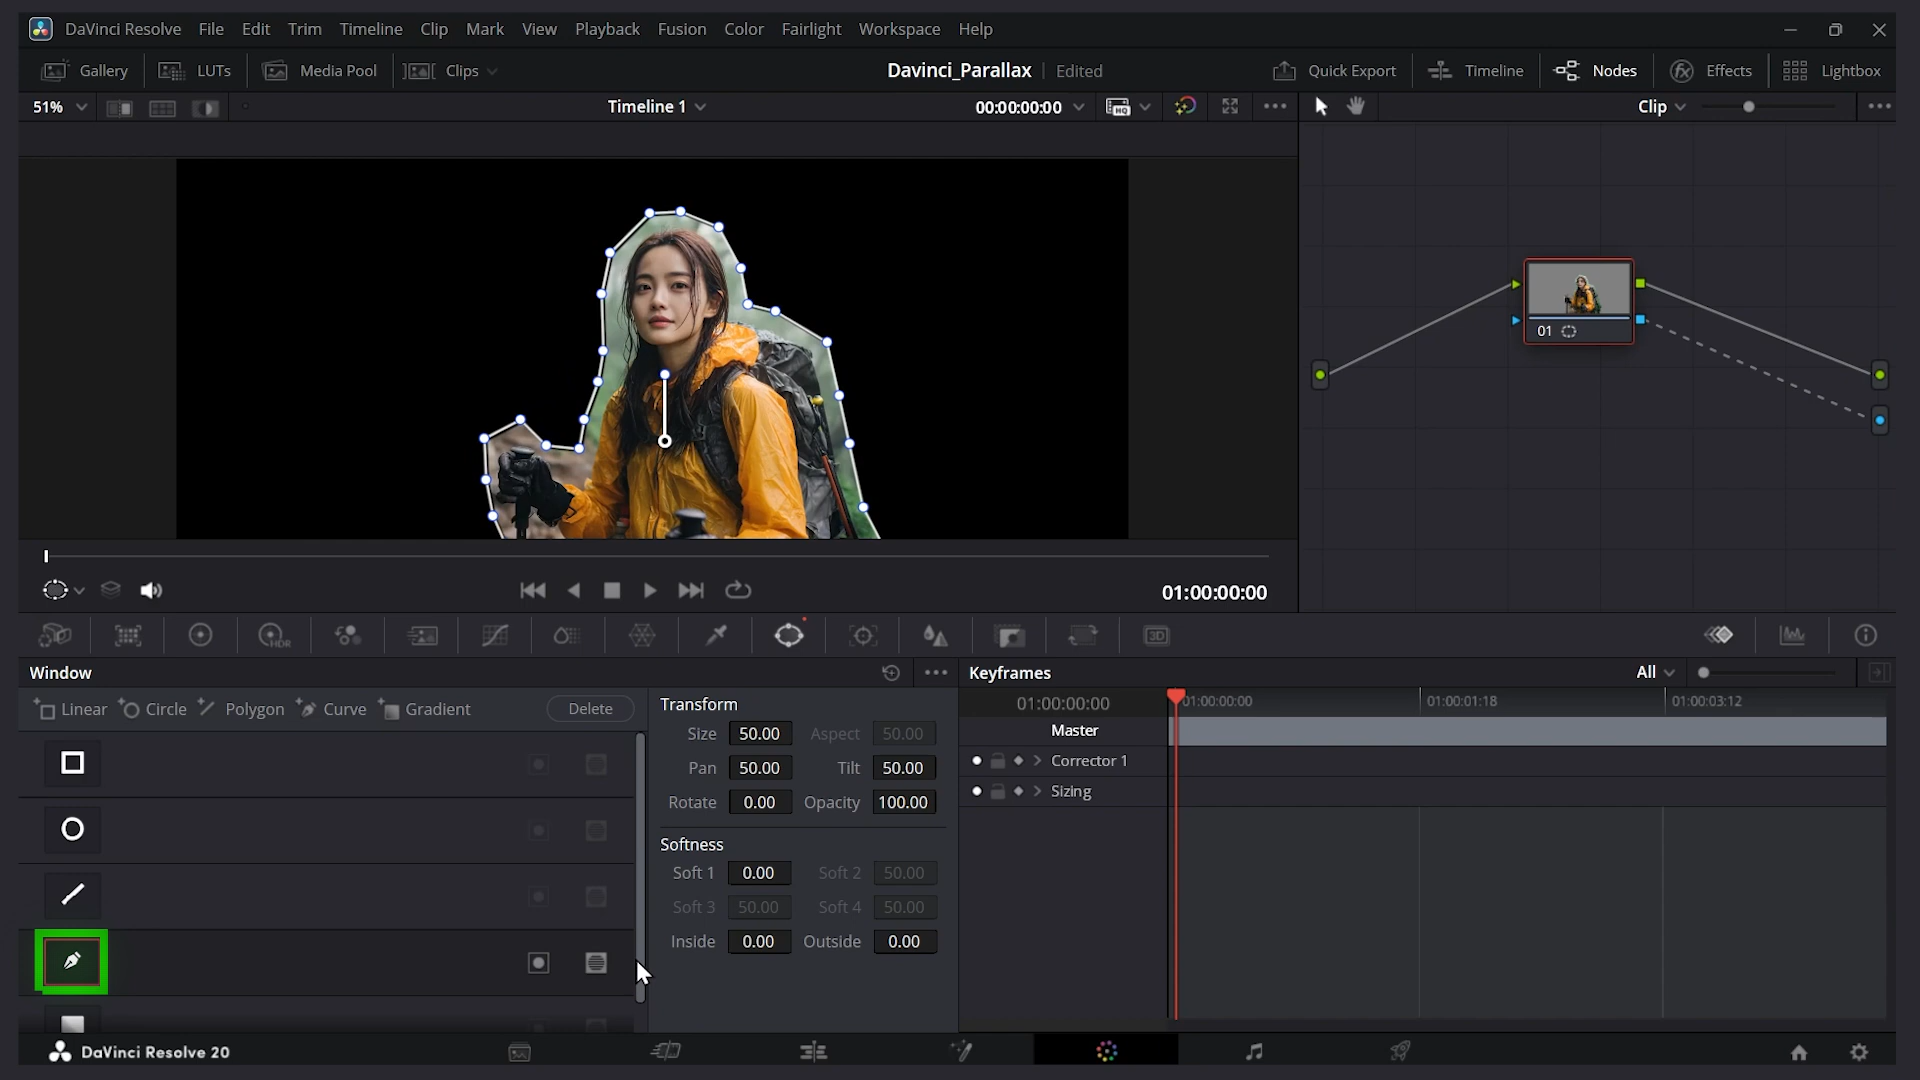 DaVinci Resolve File Edit Trim Timeline Clip Mark View Playback Fusion Color Fairlight Workspace Help
Gallery LUTs Media Pool Clips Davinci_Parallax Edited Quick Export Timeline Nodes Effects Lightbox
51% Timeline 1 00:00:00:00 HQ Clip
01
01:00:00:00
HDR 3D
Window Keyframes All
Linear Circle Polygon Curve Gradient Delete
Transform
Size 50.00 Aspect 50.00
Pan 50.00 Tilt 50.00
Rotate 0.00 Opacity 100.00
Softness
Soft 1 0.00 Soft 2 50.00
Soft 3 50.00 Soft 4 50.00
Inside 0.00 Outside 0.00
01:00:00:00 01:00:00:00 01:00:01:18 01:00:03:12
Master
Corrector 1
Sizing
DaVinci Resolve 20